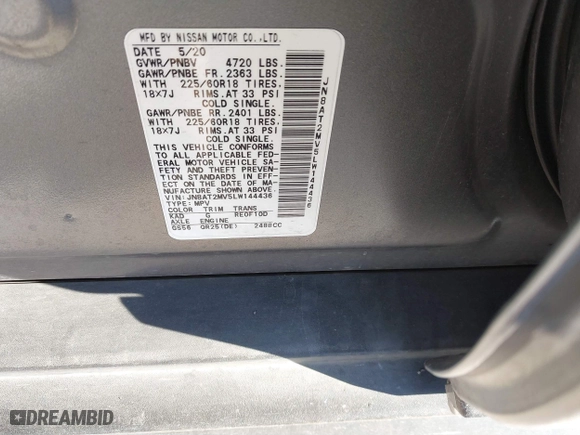 MFD BY NISSAN MOTOR CO.,LTD.
DATE 5/20
GVWR/PNBV 4720 LBS.
GAWR/PNBE FR. 2363 LBS.
WITH 225/60R18 TIRES.
18X7J RIMS.AT 33 PSI
COLD SINGLE.
GAWR/PNBE RR. 2401 LBS.
WITH 225/60R18 TIRES.
18X7J RIMS.AT 33 PSI
COLD SINGLE.
THIS VEHICLE CONFORMS
TO ALL APPLICABLE FED-
ERAL MOTOR VEHICLE SA-
FETY AND THEFT PREVEN-
TION STANDARDS IN EFF-
ECT ON THE DATE OF MA-
NUFACTURE SHOWN ABOVE.
VIN:JN8AT2MV5LW144436
TYPE:MPV
COLOR TRIM TRANS
KAD G RE0F10D
AXLE ENGINE
GS56 QR25(DE) 2488CC
JN8AT2MV5LW144436
DREAMBID